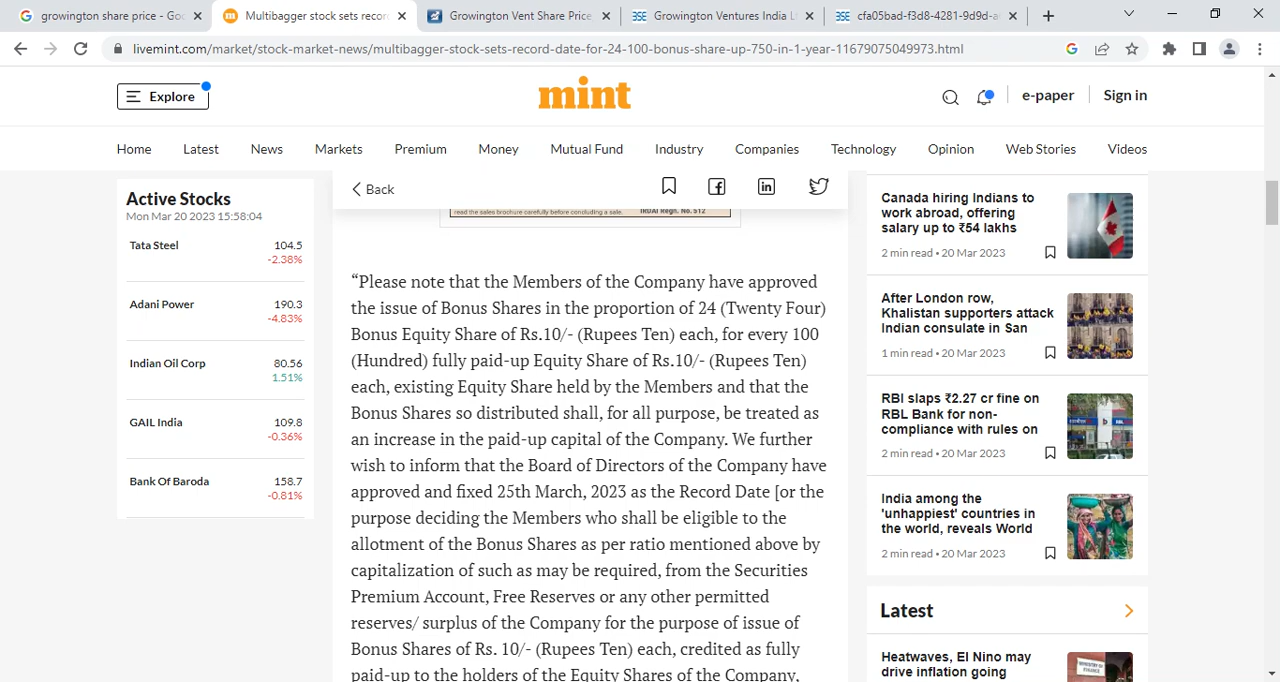 growington share price - Goo
Multibagger stock sets recor
Growington Vent Share Price,
Growington Ventures India L
cfa05bad-f3d8-4281-9d9d-a
livemint.com/market/stock-market-news/multibagger-stock-sets-record-date-for-24-100-bonus-share-up-750-in-1-year-11679075049973.html
Explore
mint
e-paper
Sign in
Home Latest News Markets Premium Money Mutual Fund Industry Companies Technology Opinion Web Stories Videos
Active Stocks
Mon Mar 20 2023 15:58:04
Tata Steel 104.5
-2.38%
Adani Power 190.3
-4.83%
Indian Oil Corp 80.56
1.51%
GAIL India 109.8
-0.36%
Bank Of Baroda 158.7
-0.81%
Back
read the sales brochure carefully before concluding a sale. IRDAI Regn. No. 512
“Please note that the Members of the Company have approved
the issue of Bonus Shares in the proportion of 24 (Twenty Four)
Bonus Equity Share of Rs.10/- (Rupees Ten) each, for every 100
(Hundred) fully paid-up Equity Share of Rs.10/- (Rupees Ten)
each, existing Equity Share held by the Members and that the
Bonus Shares so distributed shall, for all purpose, be treated as
an increase in the paid-up capital of the Company. We further
wish to inform that the Board of Directors of the Company have
approved and fixed 25th March, 2023 as the Record Date [or the
purpose deciding the Members who shall be eligible to the
allotment of the Bonus Shares as per ratio mentioned above by
capitalization of such as may be required, from the Securities
Premium Account, Free Reserves or any other permitted
reserves/ surplus of the Company for the purpose of issue of
Bonus Shares of Rs. 10/- (Rupees Ten) each, credited as fully
paid up to the holders of the Equity Shares of the Company,
Canada hiring Indians to
work abroad, offering
salary up to ₹54 lakhs
2 min read • 20 Mar 2023
After London row,
Khalistan supporters attack
Indian consulate in San
1 min read • 20 Mar 2023
RBI slaps ₹2.27 cr fine on
RBL Bank for non-
compliance with rules on
2 min read • 20 Mar 2023
India among the
'unhappiest' countries in
the world, reveals World
2 min read • 20 Mar 2023
Latest
Heatwaves, El Nino may
drive inflation going